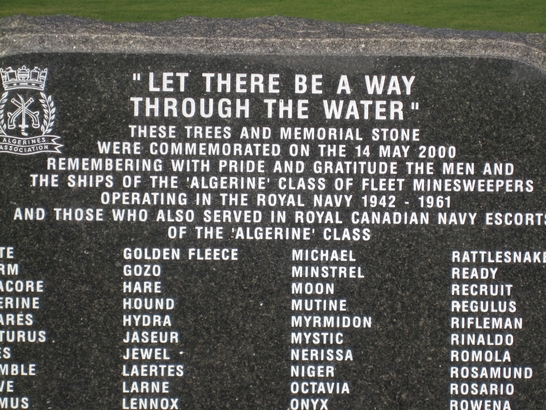 "LET THERE BE A WAY
THROUGH THE WATER"
THESE TREES AND MEMORIAL STONE
WERE COMMEMORATED ON THE 14 MAY 2000
REMEMBERING WITH PRIDE AND GRATITUDE THE MEN AND
THE SHIPS OF THE 'ALGERINE' CLASS OF FLEET MINESWEEPERS
OPERATING IN THE ROYAL NAVY 1942 - 1961
AND THOSE WHO ALSO SERVED IN ROYAL CANADIAN NAVY ESCORTS
OF THE 'ALGERINE' CLASS
ALGERINES
ASSOCIATION
GOLDEN FLEECE
GOZO
HARE
HOUND
HYDRA
JASEUR
JEWEL
LAERTES
LARNE
LENNOX
MICHAEL
MINSTREL
MOON
MUTINE
MYRMIDON
MYSTIC
NERISSA
NIGER
OCTAVIA
ONYX
RATTLESNAKE
READY
RECRUIT
REGULUS
RIFLEMAN
RINALDO
ROMOLA
ROSAMUND
ROSARIO
ROWENA